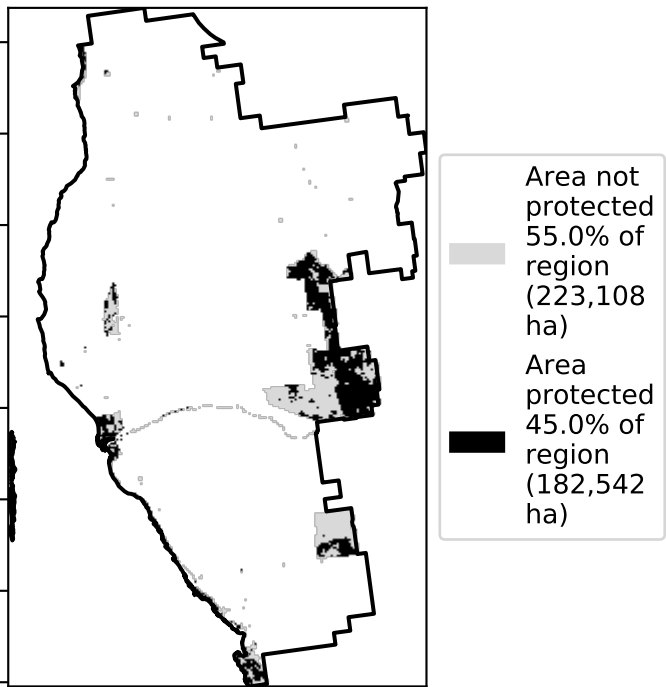 Area not
protected
55.0% of
region
(223,108
ha)
Area
protected
45.0% of
region
(182,542
ha)